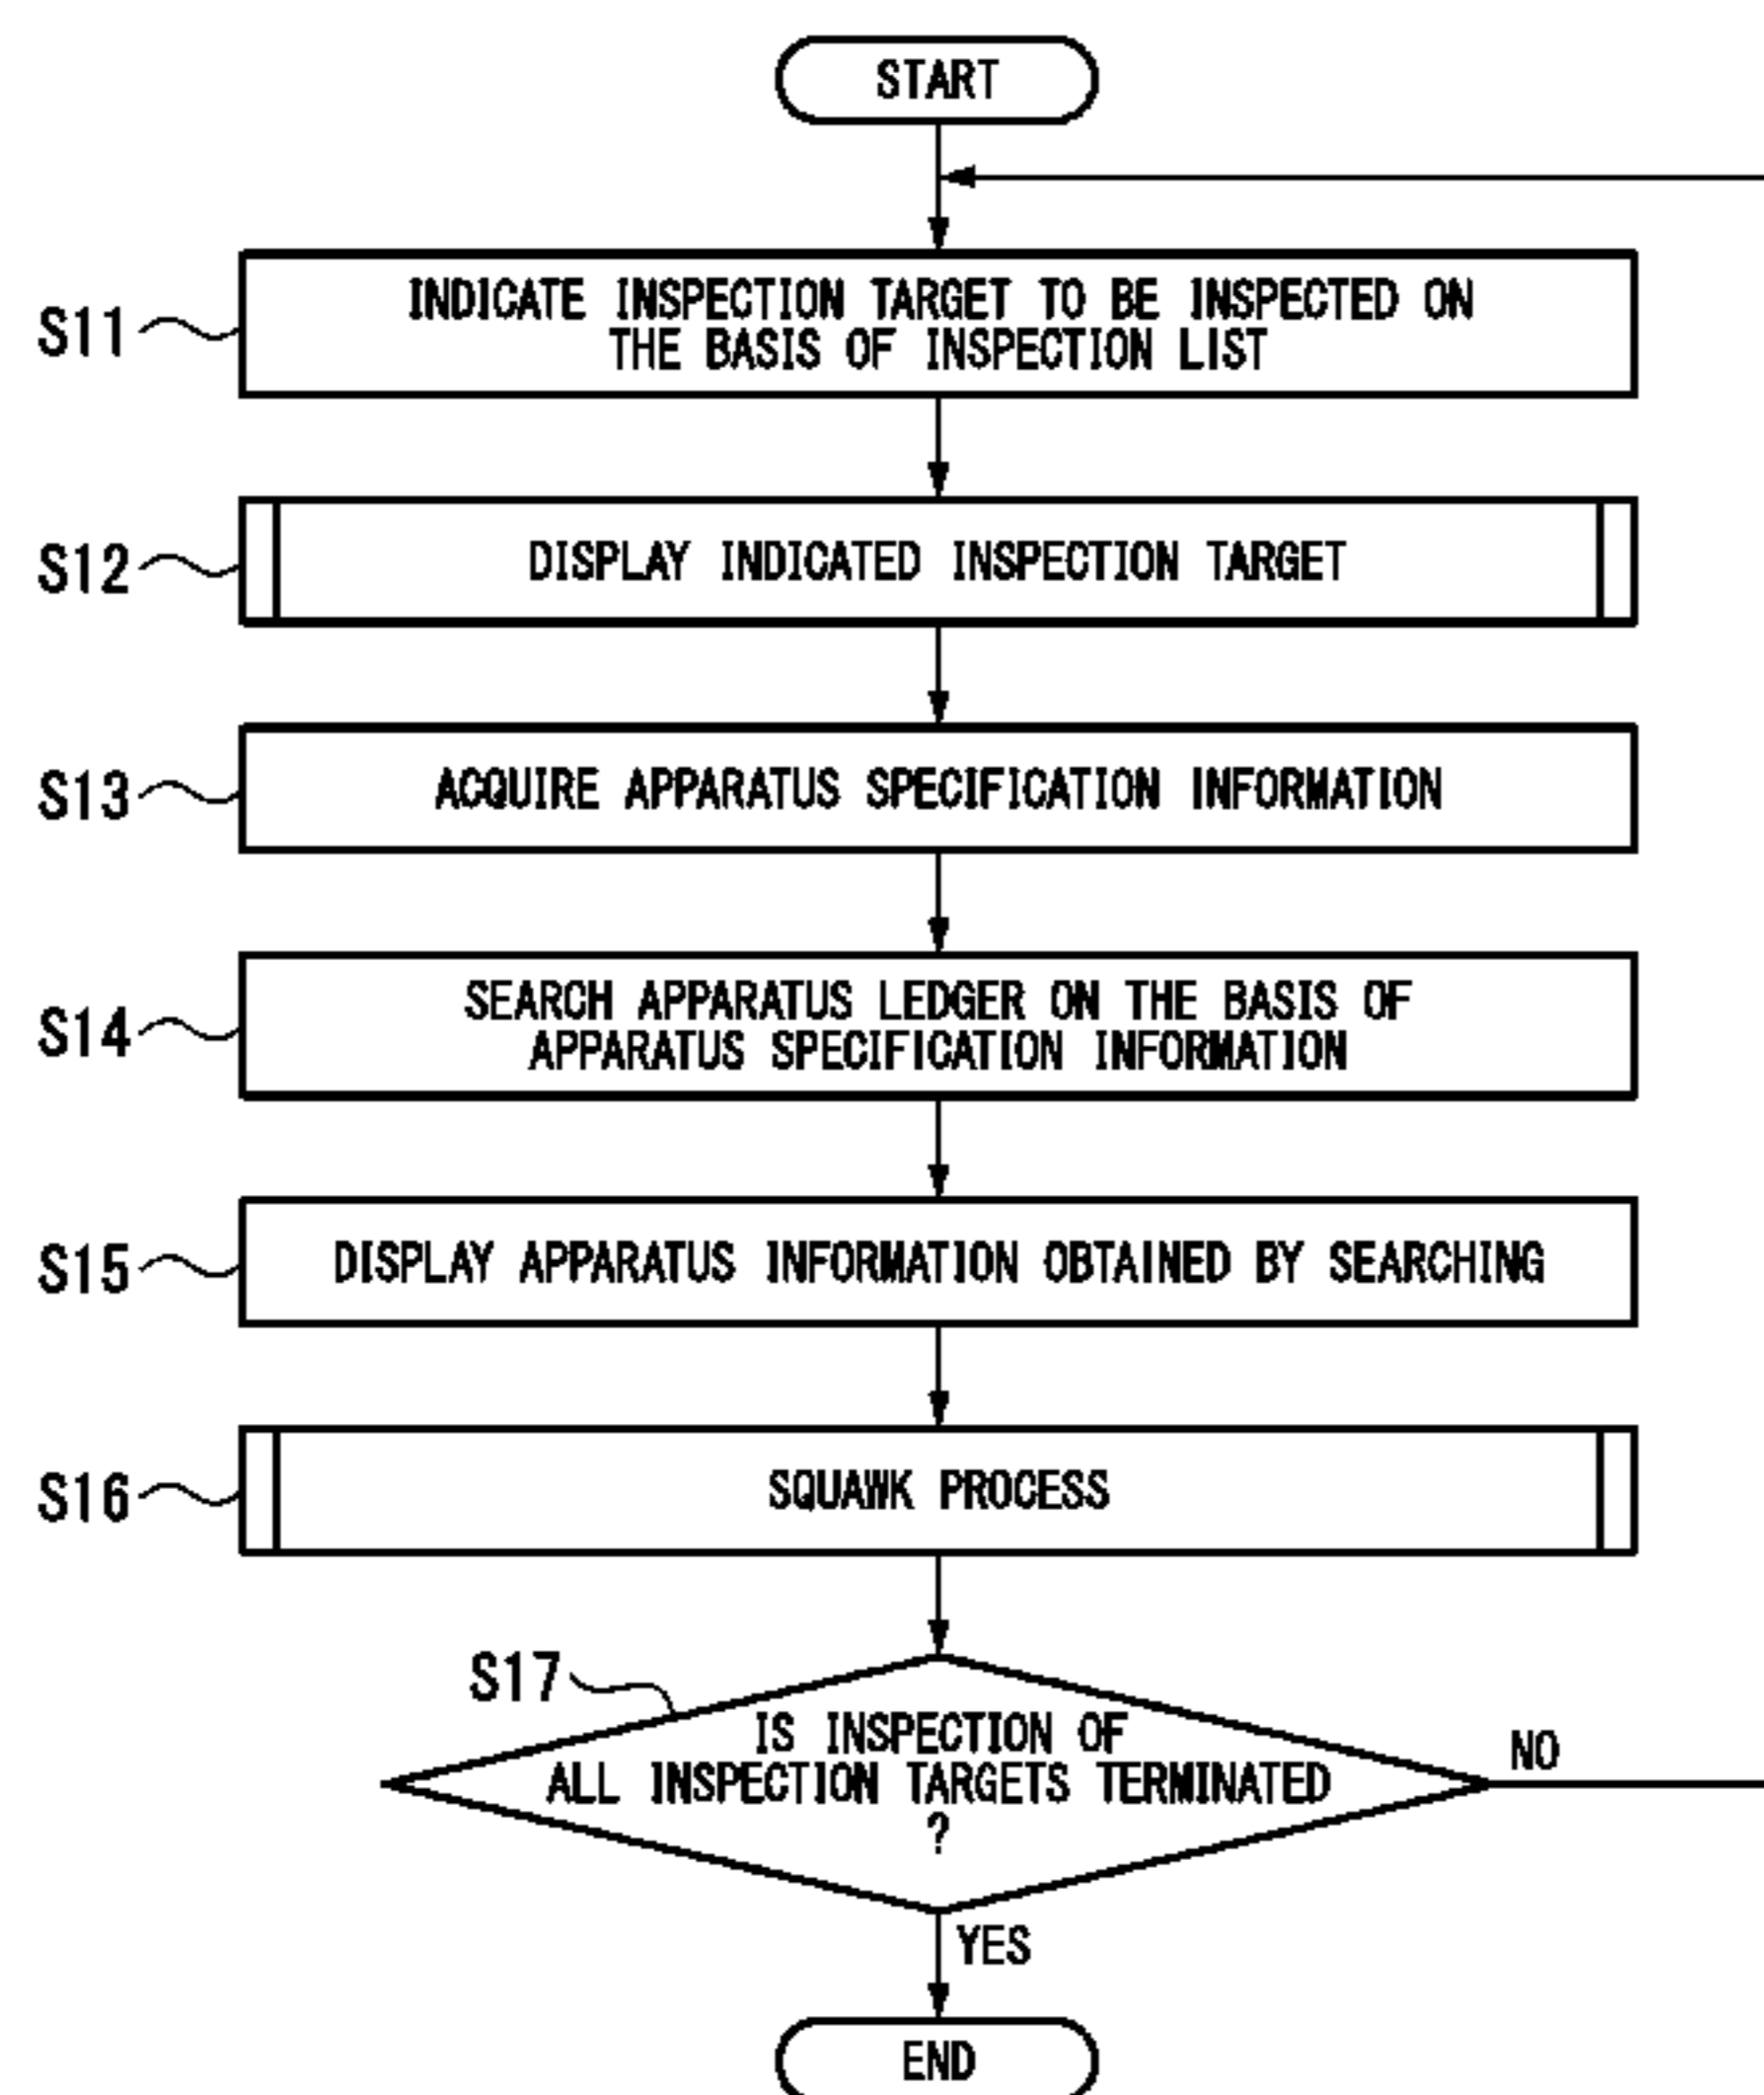 START
S11
INDICATE INSPECTION TARGET TO BE INSPECTED ON
THE BASIS OF INSPECTION LIST
S12
DISPLAY INDICATED INSPECTION TARGET
S13
ACQUIRE APPARATUS SPECIFICATION INFORMATION
S14
SEARCH APPARATUS LEDGER ON THE BASIS OF
APPARATUS SPECIFICATION INFORMATION
S15
DISPLAY APPARATUS INFORMATION OBTAINED BY SEARCHING
S16
SQUAWK PROCESS
S17
IS INSPECTION OF
ALL INSPECTION TARGETS TERMINATED
?
NO
YES
END